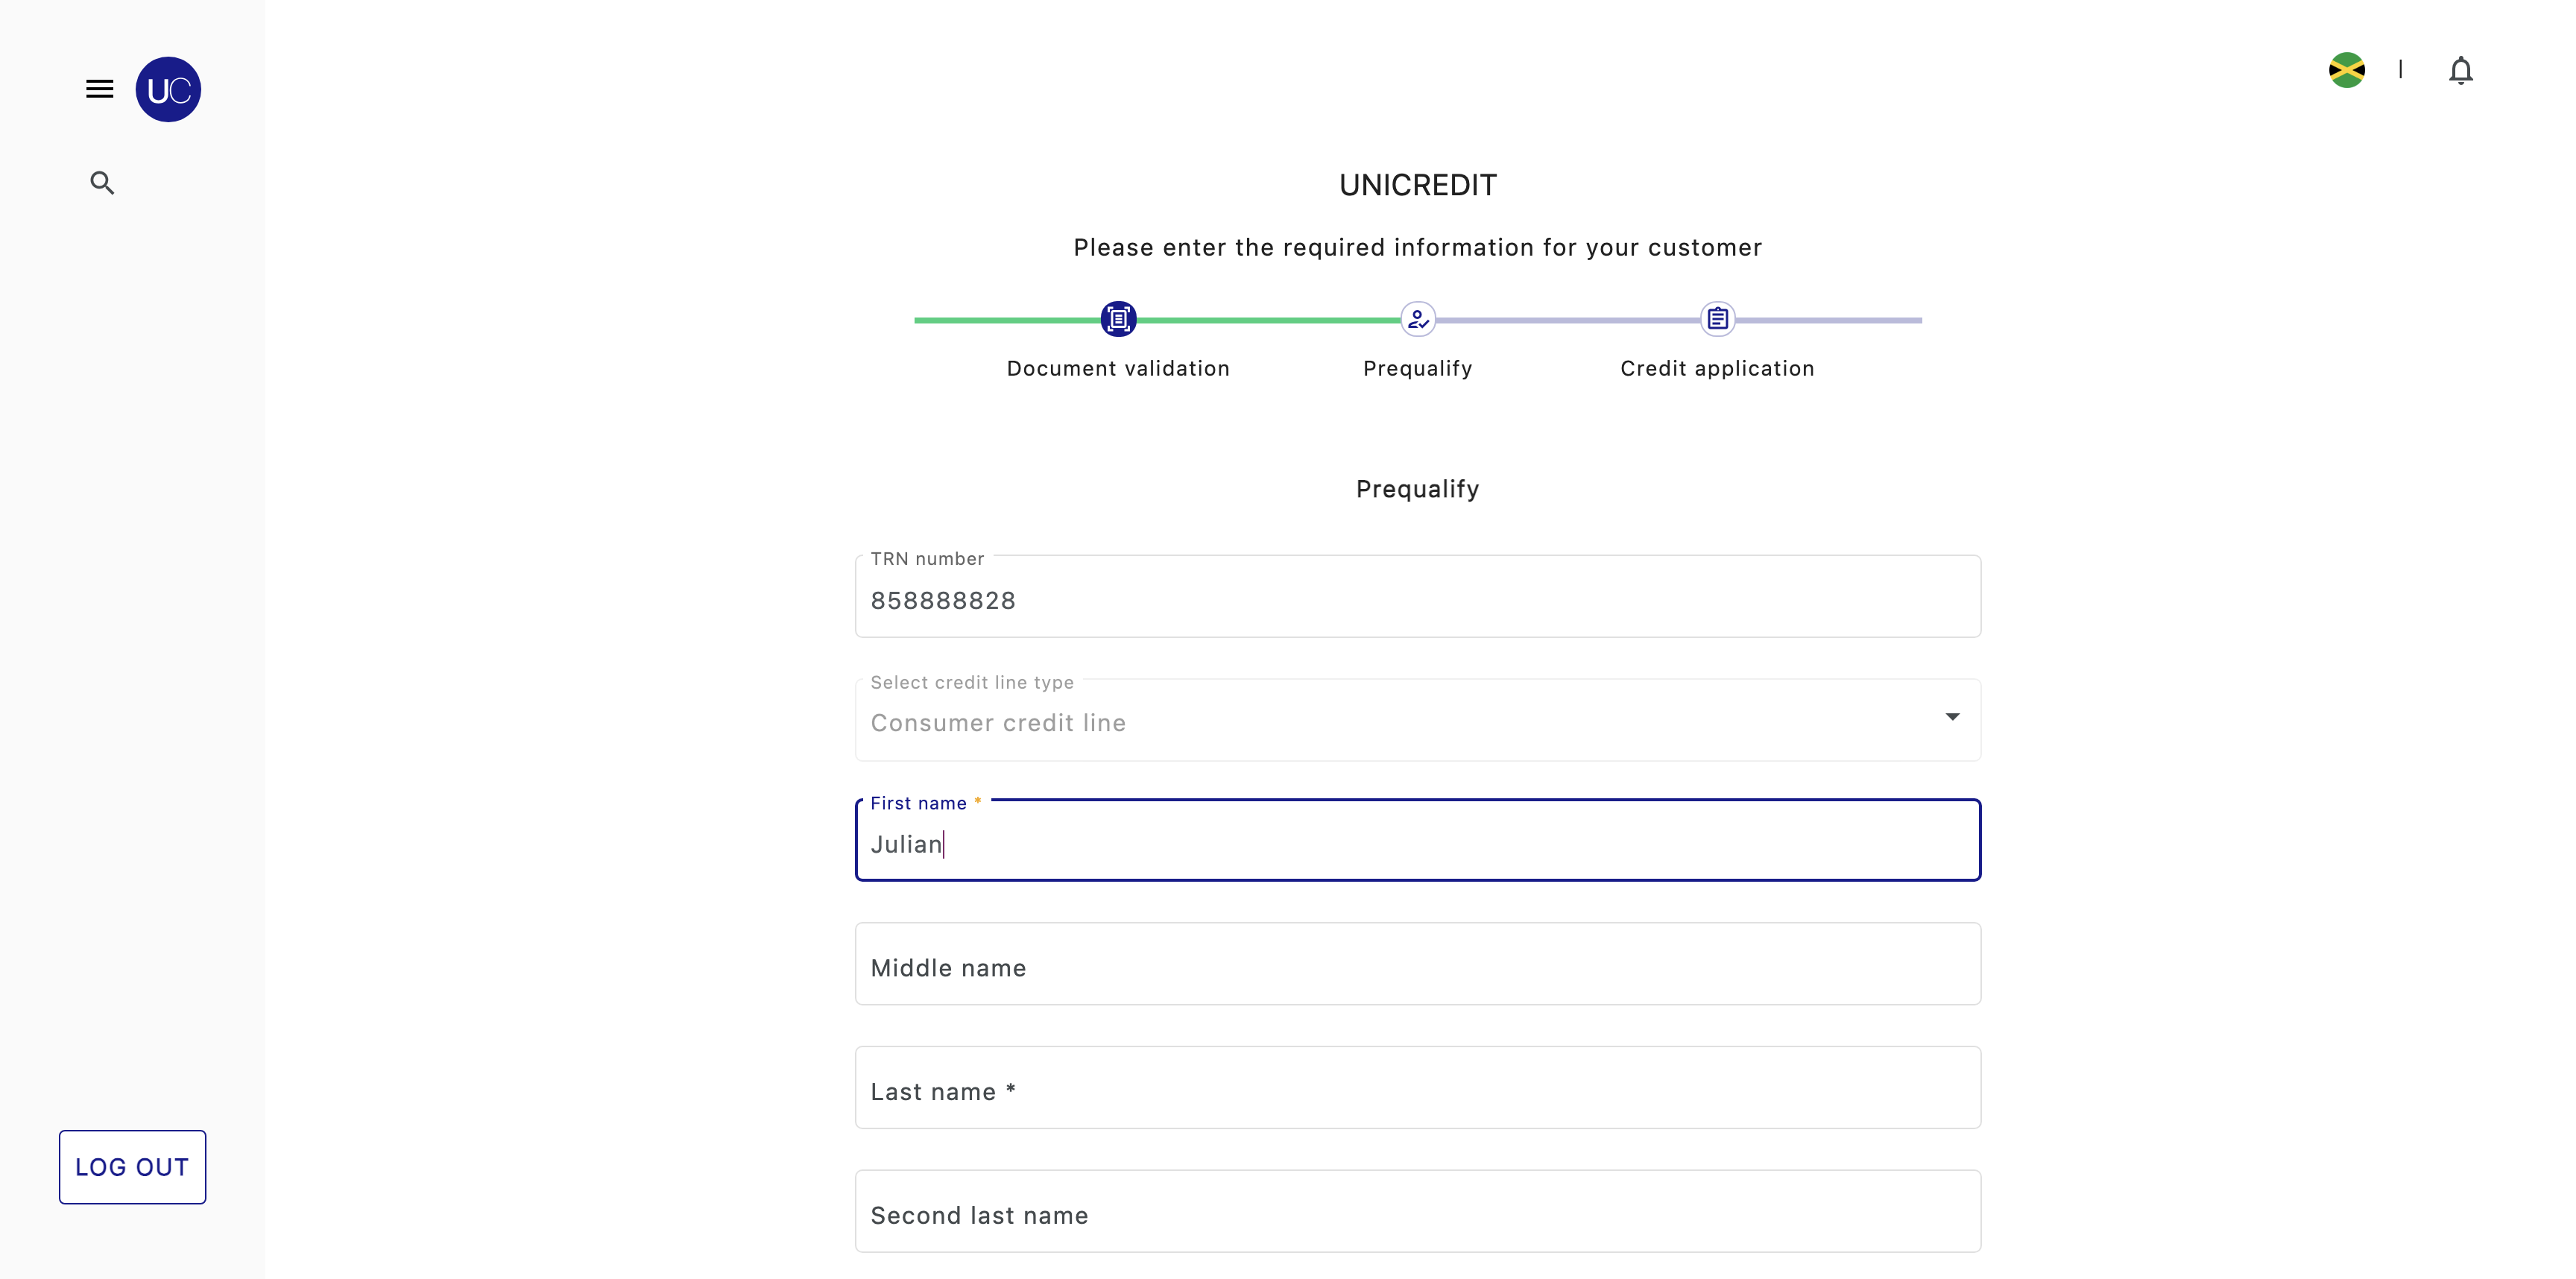 UC
UNICREDIT
Please enter the required information for your customer
Document validation
Prequalify
Credit application
Prequalify
TRN number
858888828
Select credit line type
Consumer credit line
First name *
Julian
Middle name
Last name *
Second last name
LOG OUT